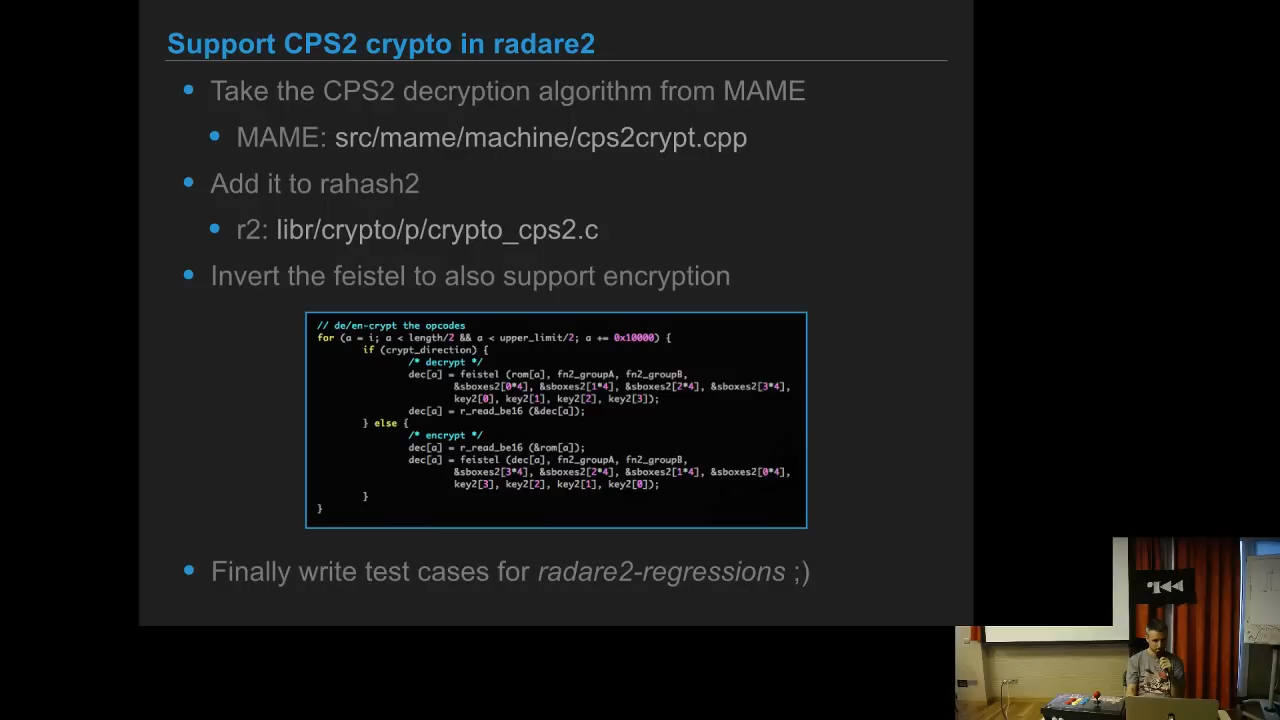 Support CPS2 crypto in radare2
Take the CPS2 decryption algorithm from MAME
MAME: src/mame/machine/cps2crypt.cpp
Add it to rahash2
r2: libr/crypto/p/crypto_cps2.c
Invert the feistel to also support encryption
// de/en-crypt the opcodes
for (a = i; a < length/2 && a < upper_limit/2; a += 0x10000) {
if (crypt_direction) {
/* decrypt */
dec[a] = feistel (rom[a], fn2_groupA, fn2_groupB,
&sboxes2[0*4], &sboxes2[1*4], &sboxes2[2*4], &sboxes2[3*4],
key2[0], key2[1], key2[2], key2[3]);
dec[a] = r_read_be16 (&dec[a]);
} else {
/* encrypt */
dec[a] = r_read_be16 (&rom[a]);
dec[a] = feistel (dec[a], fn2_groupA, fn2_groupB,
&sboxes2[3*4], &sboxes2[2*4], &sboxes2[1*4], &sboxes2[0*4],
key2[3], key2[2], key2[1], key2[0]);
}
}
Finally write test cases for radare2-regressions ;)